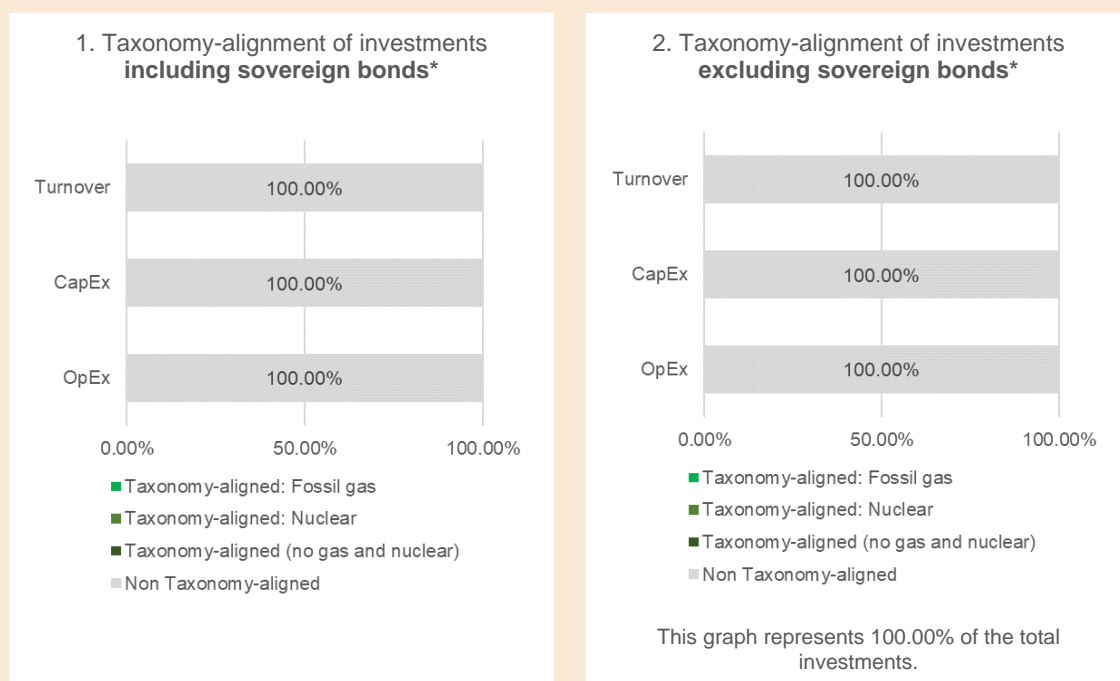 1. Taxonomy-alignment of investments
including sovereign bonds*
Turnover
100.00%
CapEx
100.00%
OpEx
100.00%
0.00%
50.00%
100.00%
Taxonomy-aligned: Fossil gas
Taxonomy-aligned: Nuclear
Taxonomy-aligned (no gas and nuclear)
Non Taxonomy-aligned
2. Taxonomy-alignment of investments
excluding sovereign bonds*
Turnover
100.00%
CapEx
100.00%
OpEx
100.00%
0.00%
50.00%
100.00%
Taxonomy-aligned: Fossil gas
Taxonomy-aligned: Nuclear
Taxonomy-aligned (no gas and nuclear)
Non Taxonomy-aligned
This graph represents 100.00% of the total
investments.